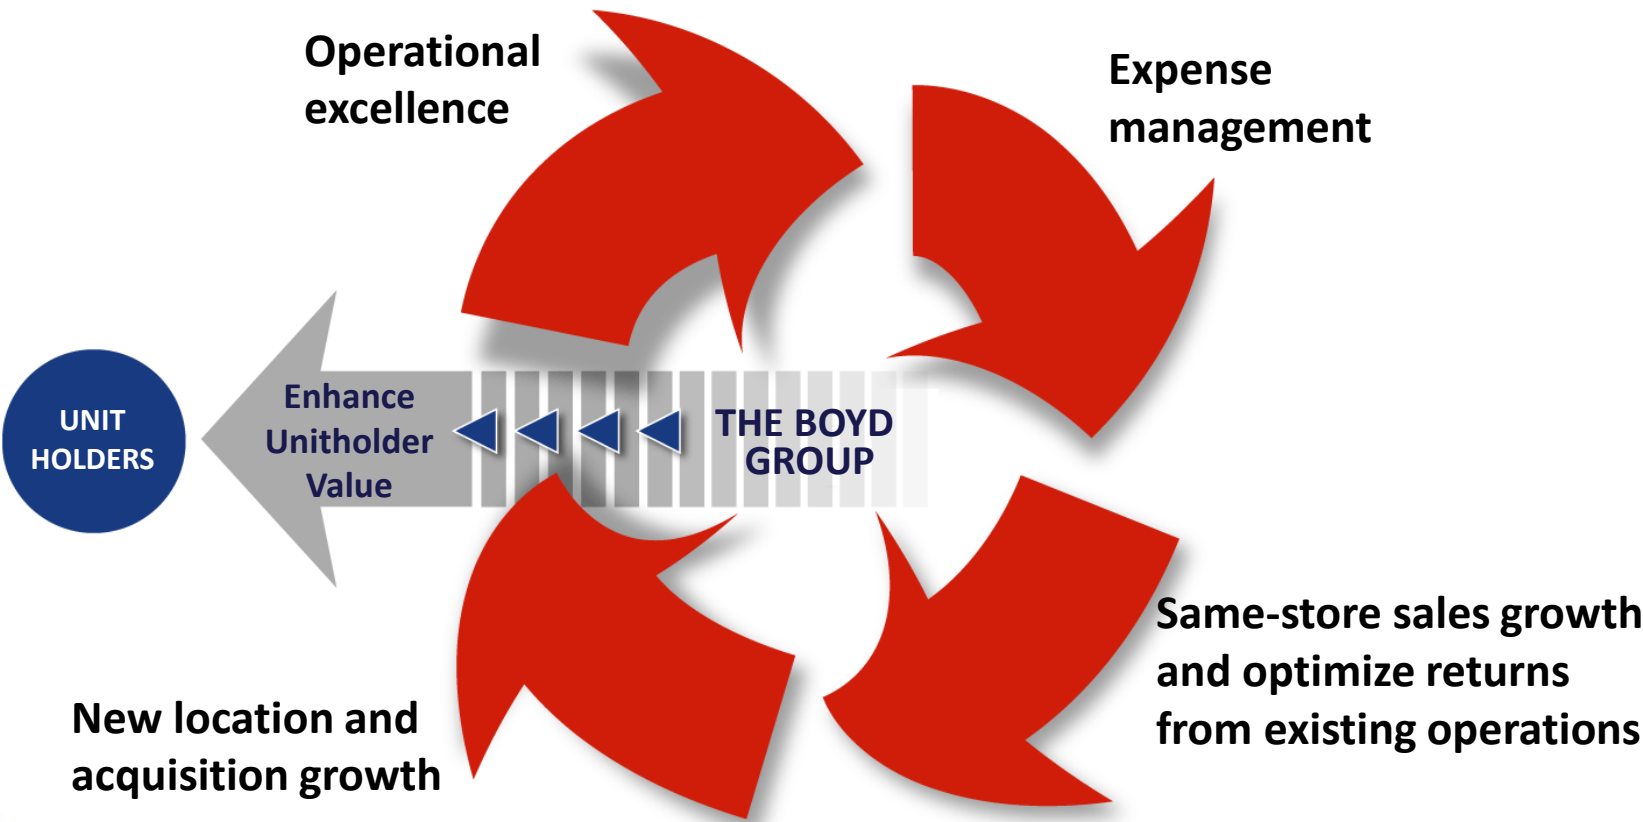 Operational
excellence
Expense
management
UNIT
HOLDERS
Enhance
Unitholder
Value
THE BOYD
GROUP
Same-store sales growth
and optimize returns
from existing operations
New location and
acquisition growth